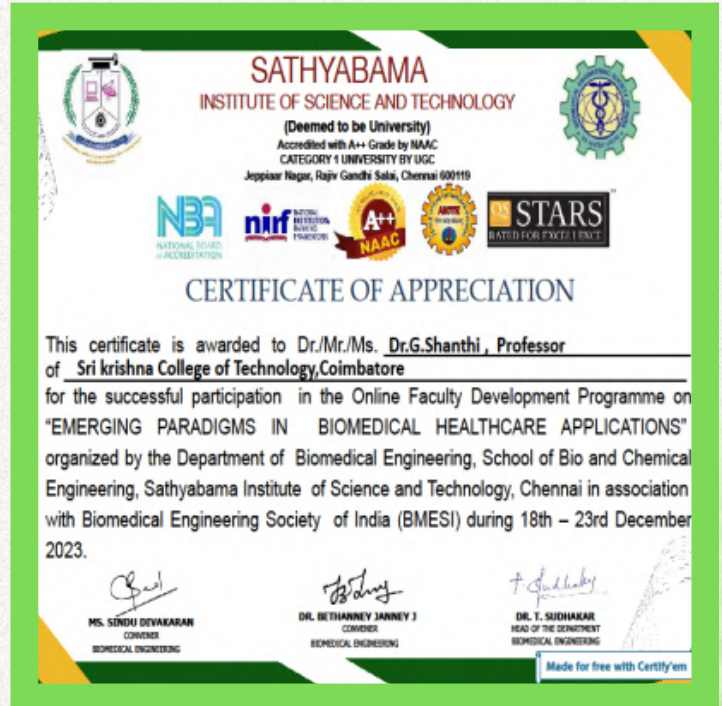 SATHYABAMA
INSTITUTE OF SCIENCE AND TECHNOLOGY
(Deemed to be University)
Accredited with A++ Grade by NAAC
CATEGORY 1 UNIVERSITY BY UGC
Jeppiaar Nagar, Rajiv Gandhi Salai, Chennai 600119
NBA
NATIONAL BOARD
of ACCREDITATION
nirf NATIONAL
INSTITUTIONAL
RANKING
FRAMEWORK
A++
NAAC
QS STARS
RATED FOR EXCELLENCE
CERTIFICATE OF APPRECIATION
This certificate is awarded to Dr./Mr./Ms. Dr.G.Shanthi , Professor
of Sri krishna College of Technology,Coimbatore
for the successful participation in the Online Faculty Development Programme on
“EMERGING PARADIGMS IN BIOMEDICAL HEALTHCARE APPLICATIONS”
organized by the Department of Biomedical Engineering, School of Bio and Chemical
Engineering, Sathyabama Institute of Science and Technology, Chennai in association
with Biomedical Engineering Society of India (BMESI) during 18th – 23rd December
2023.
MS. SINDU DIVAKARAN
CONVENER
BIOMEDICAL ENGINEERING
DR. BETHANNEY JANNEY J
CONVENER
BIOMEDICAL ENGINEERING
T Sudhakar
DR. T. SUDHAKAR
HEAD OF THE DEPARTMENT
BIOMEDICAL ENGINEERING
Made for free with Certify'em